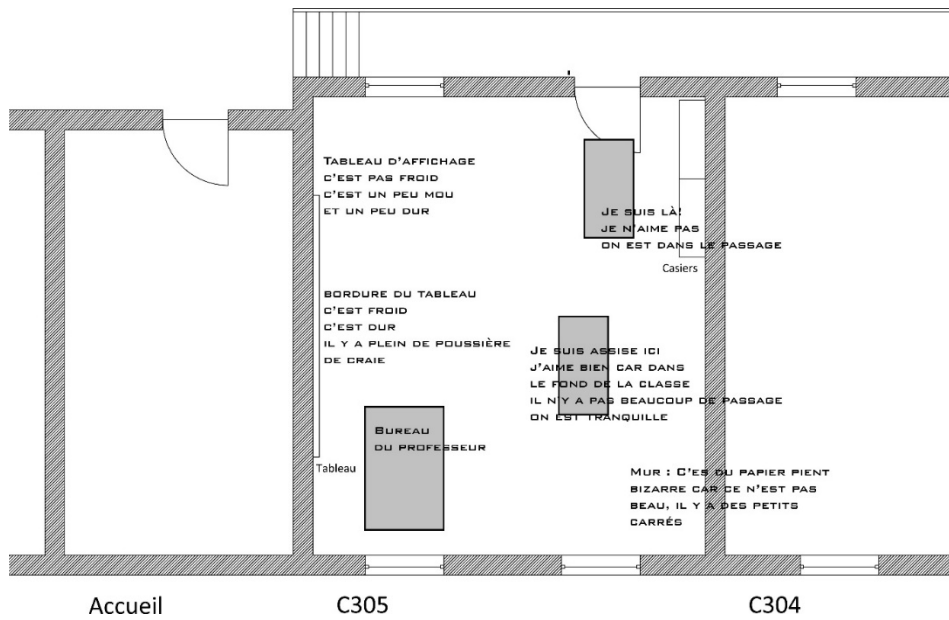 TABLEAU D'AFFICHAGE
C'EST PAS FROID
C'EST UN PEU MOU
ET UN PEU DUR
JE SUIS LÀ!
JE N'AIME PAS
ON EST DANS LE PASSAGE
Casiers
BORDURE DU TABLEAU
C'EST FROID
C'EST DUR
IL Y A PLEIN DE POUSSIÈRE
DE CRAIE
JE SUIS ASSISE ICI
J'AIME BIEN CAR DANS
LE FOND DE LA CLASSE
IL N'Y A PAS BEAUCOUP DE PASSAGE
ON EST TRANQUILLE
BUREAU
DU PROFESSEUR
Tableau
MUR : C'ES DU PAPIER PIENT
BIZARRE CAR CE N'EST PAS
BEAU, IL Y A DES PETITS
CARRÉS
Accueil
C305
C304